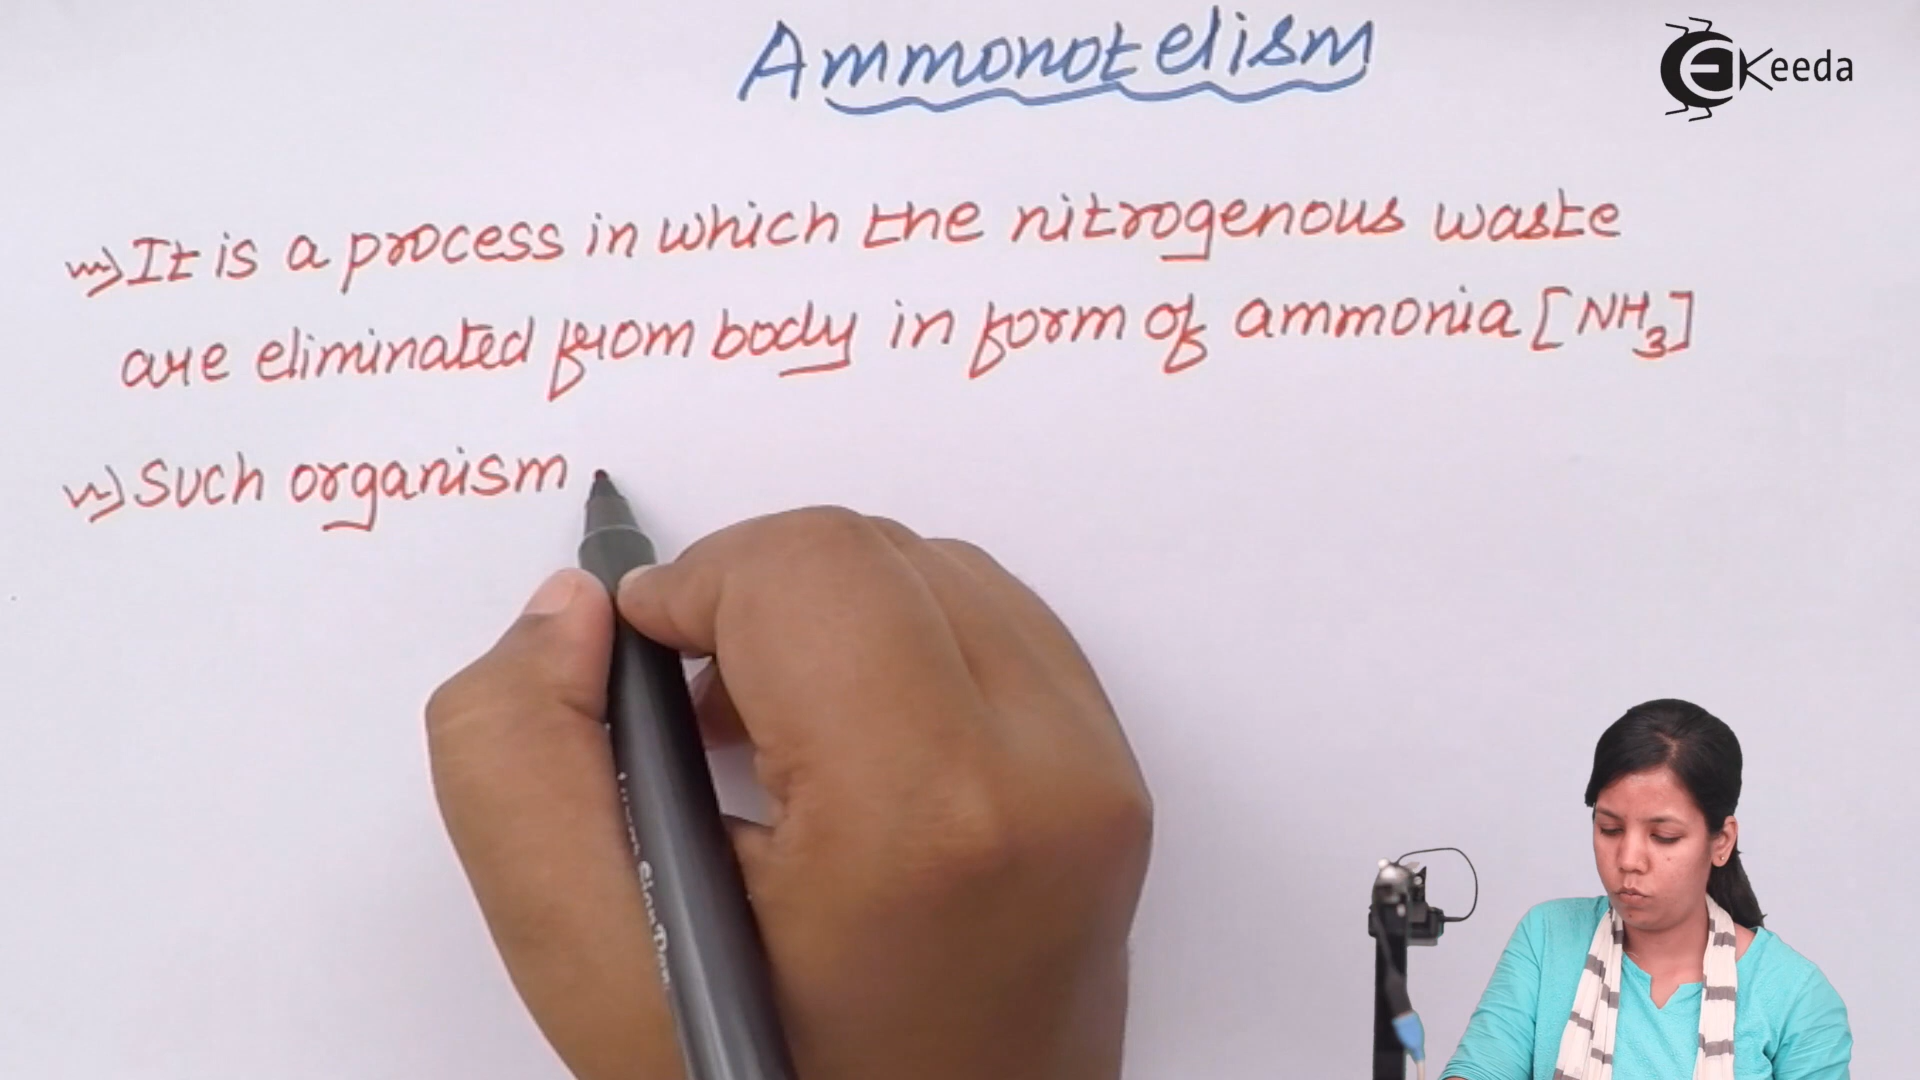 Ammonotelism
EKeeda
It is a process in which the nitrogenous waste
are eliminated from body in form of ammonia [NH3]
Such organism